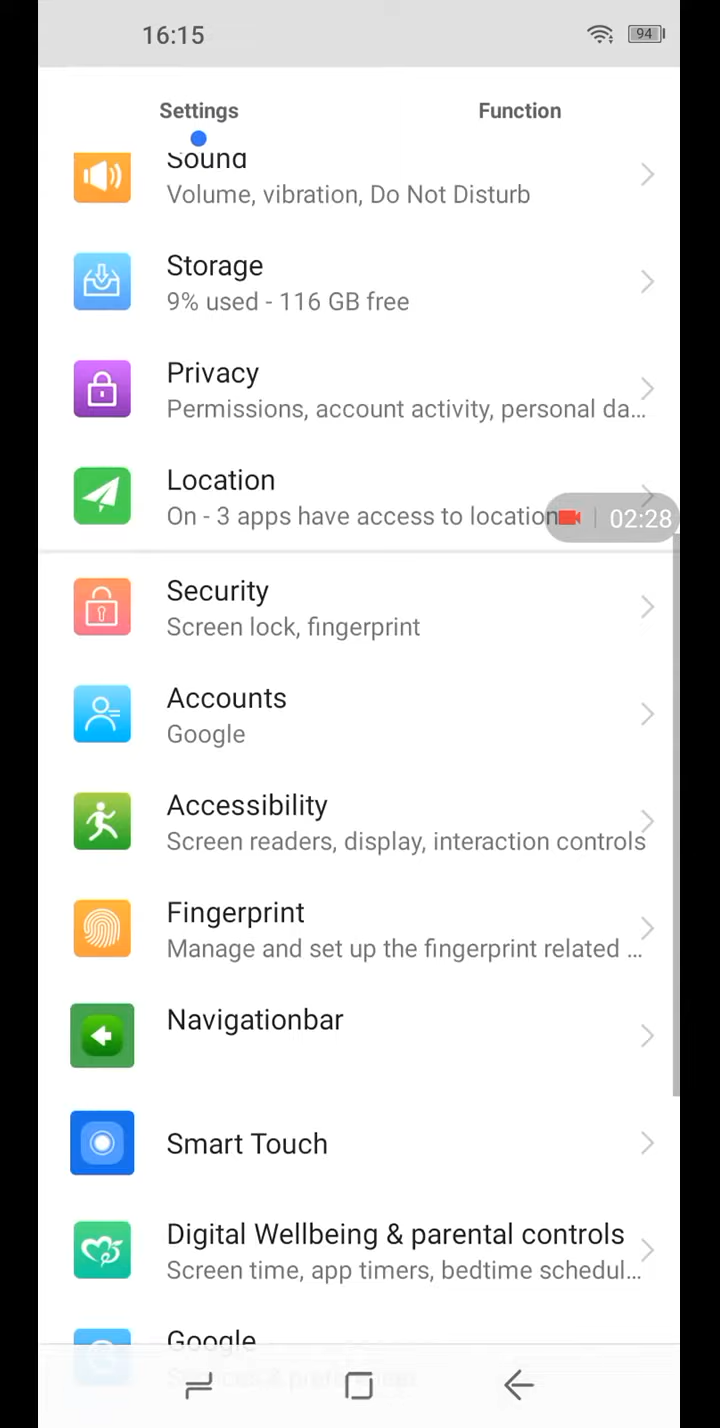 16:15
94
Settings
Function
Sound
Volume, vibration, Do Not Disturb
Storage
9% used - 116 GB free
Privacy
Permissions, account activity, personal da...
Location
On - 3 apps have access to location
02:28
Security
Screen lock, fingerprint
Accounts
Google
Accessibility
Screen readers, display, interaction controls
Fingerprint
Manage and set up the fingerprint related ...
Navigationbar
Smart Touch
Digital Wellbeing & parental controls
Screen time, app timers, bedtime schedul...
Google